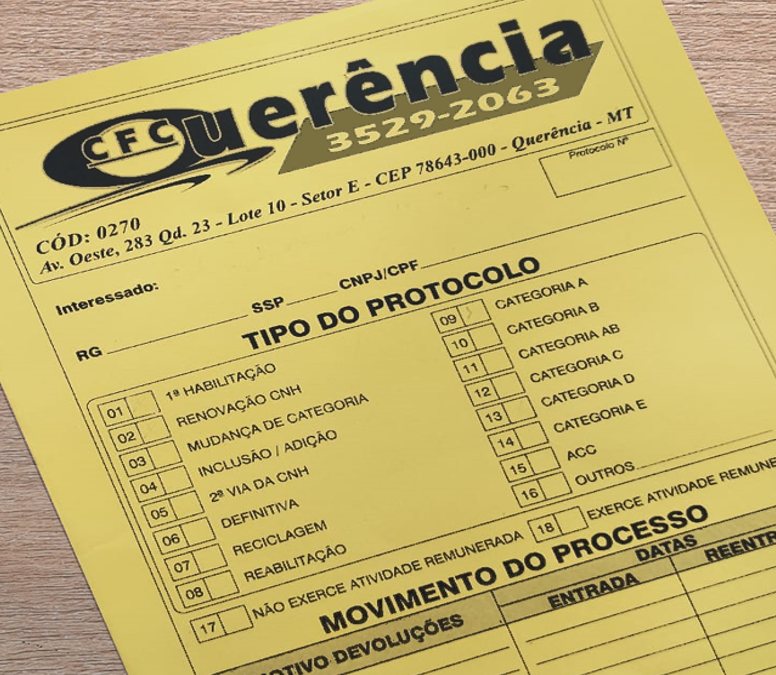 CFC Querência
3529-2063
CÓD: 0270
Av. Oeste, 283 Qd. 23 - Lote 10 - Setor E - CEP 78643-000 - Querência - MT
Protocolo Nº
Interessado:
RG SSP CNPJ/CPF
TIPO DO PROTOCOLO
01 1ª HABILITAÇÃO
02 RENOVAÇÃO CNH
03 MUDANÇA DE CATEGORIA
04 INCLUSÃO / ADIÇÃO
05 2ª VIA DA CNH
06 DEFINITIVA
07 RECICLAGEM
08 REABILITAÇÃO
09 CATEGORIA A
10 CATEGORIA B
11 CATEGORIA AB
12 CATEGORIA C
13 CATEGORIA D
14 CATEGORIA E
15 ACC
16 OUTROS
17 NÃO EXERCE ATIVIDADE REMUNERADA
18 EXERCE ATIVIDADE REMUNE
MOVIMENTO DO PROCESSO
OTIVO DEVOLUÇÕES
DATAS
ENTRADA
REENTR